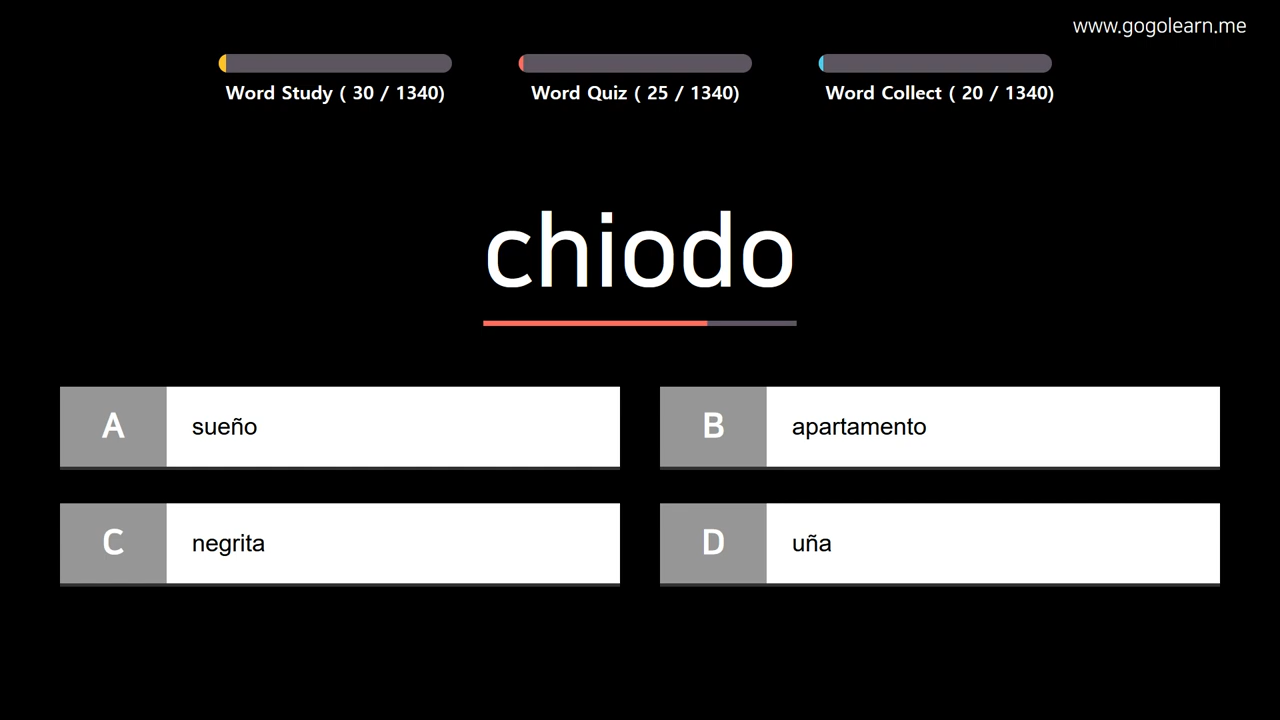 www.gogolearn.me
Word Study ( 30 / 1340)
Word Quiz ( 25 / 1340)
Word Collect ( 20 / 1340)
chiodo
A sueño
B apartamento
C negrita
D uña